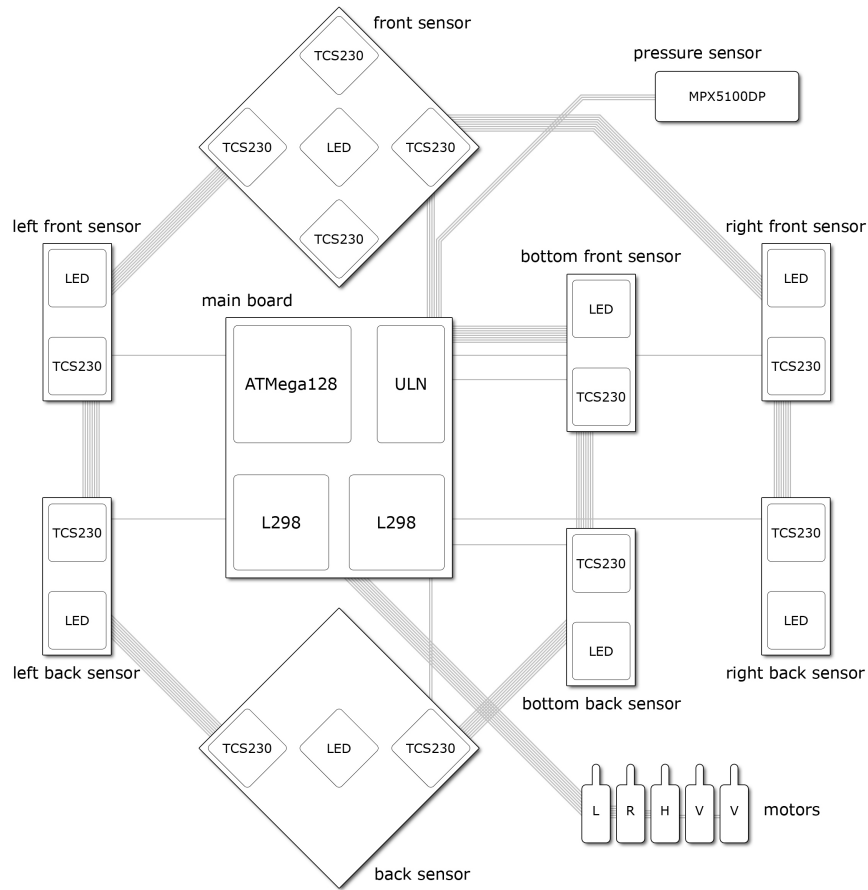 front sensor
TCS230
pressure sensor
MPX5100DP
TCS230
LED
TCS230
left front sensor
right front sensor
TCS230
bottom front sensor
LED
LED
main board
LED
TCS230
ATMega128
ULN
TCS230
TCS230
L298
L298
TCS230
TCS230
TCS230
LED
LED
LED
left back sensor
right back sensor
bottom back sensor
TCS230
LED
TCS230
L
R
H
V
V
motors
back sensor